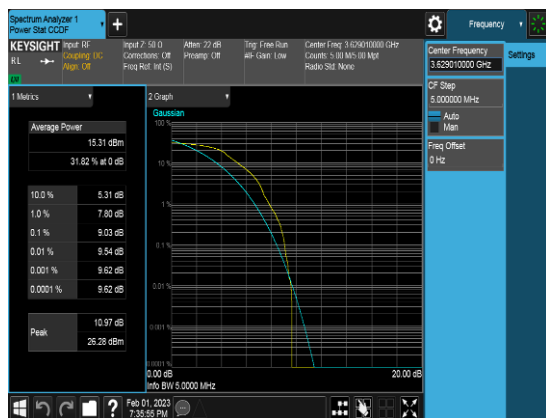 Spectrum Analyzer 1
Power Stat CCDF
Frequency
KEYSIGHT
Input: RF
Coupling: DC
Align: Off
Input Z: 50 Ω
Corrections: Off
Freq Ref: Int (S)
Atten: 22 dB
Preamp: Off
Trig: Free Run
#IF Gain: Low
Center Freq: 3.629010000 GHz
Counts: 5.00 M/5.00 Mpt
Radio Std: None
RL
Center Frequency
3.629010000 GHz
Settings
CF Step
5.000000 MHz
Auto
Man
Freq Offset
0 Hz
1 Metrics
2 Graph
Average Power
15.31 dBm
31.82 % at 0 dB
10.0 % 5.31 dB
1.0 % 7.80 dB
0.1 % 9.03 dB
0.01 % 9.54 dB
0.001 % 9.62 dB
0.0001 % 9.62 dB
Peak
10.97 dB
26.28 dBm
Gaussian
100 %
10 %
1 %
0.1 %
0.01 %
0.001 %
0.0001 %
0.00 dB
20.00 dB
Info BW 5.0000 MHz
Feb 01, 2023
7:35:55 PM